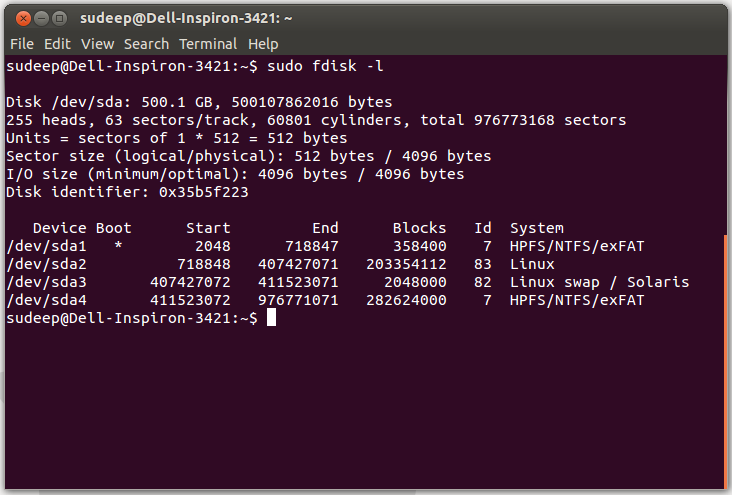 sudeep@Dell-Inspiron-3421: ~
File Edit View Search Terminal Help
sudeep@Dell-Inspiron-3421:~$ sudo fdisk -l
Disk /dev/sda: 500.1 GB, 500107862016 bytes
255 heads, 63 sectors/track, 60801 cylinders, total 976773168 sectors
Units = sectors of 1 * 512 = 512 bytes
Sector size (logical/physical): 512 bytes / 4096 bytes
I/O size (minimum/optimal): 4096 bytes / 4096 bytes
Disk identifier: 0x35b5f223
   Device Boot      Start         End      Blocks   Id  System
/dev/sda1   *        2048      718847      358400    7  HPFS/NTFS/exFAT
/dev/sda2          718848   407427071   203354112   83  Linux
/dev/sda3       407427072   411523071     2048000   82  Linux swap / Solaris
/dev/sda4       411523072   976771071   282624000    7  HPFS/NTFS/exFAT
sudeep@Dell-Inspiron-3421:~$